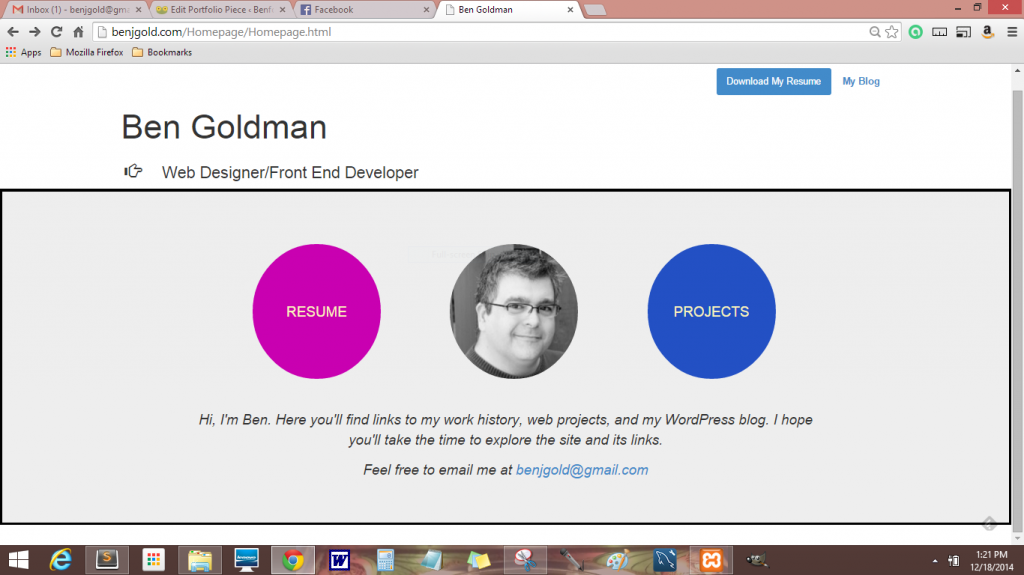 Inbox (1) - benjgold@gma
Edit Portfolio Piece ‹ Benj
Facebook
Ben Goldman
benjgold.com/Homepage/Homepage.html
Apps
Mozilla Firefox
Bookmarks
Download My Resume
My Blog
Ben Goldman
Web Designer/Front End Developer
RESUME
PROJECTS
Hi, I'm Ben. Here you'll find links to my work history, web projects, and my WordPress blog. I hope
you'll take the time to explore the site and its links.
Feel free to email me at benjgold@gmail.com
1:21 PM
12/18/2014